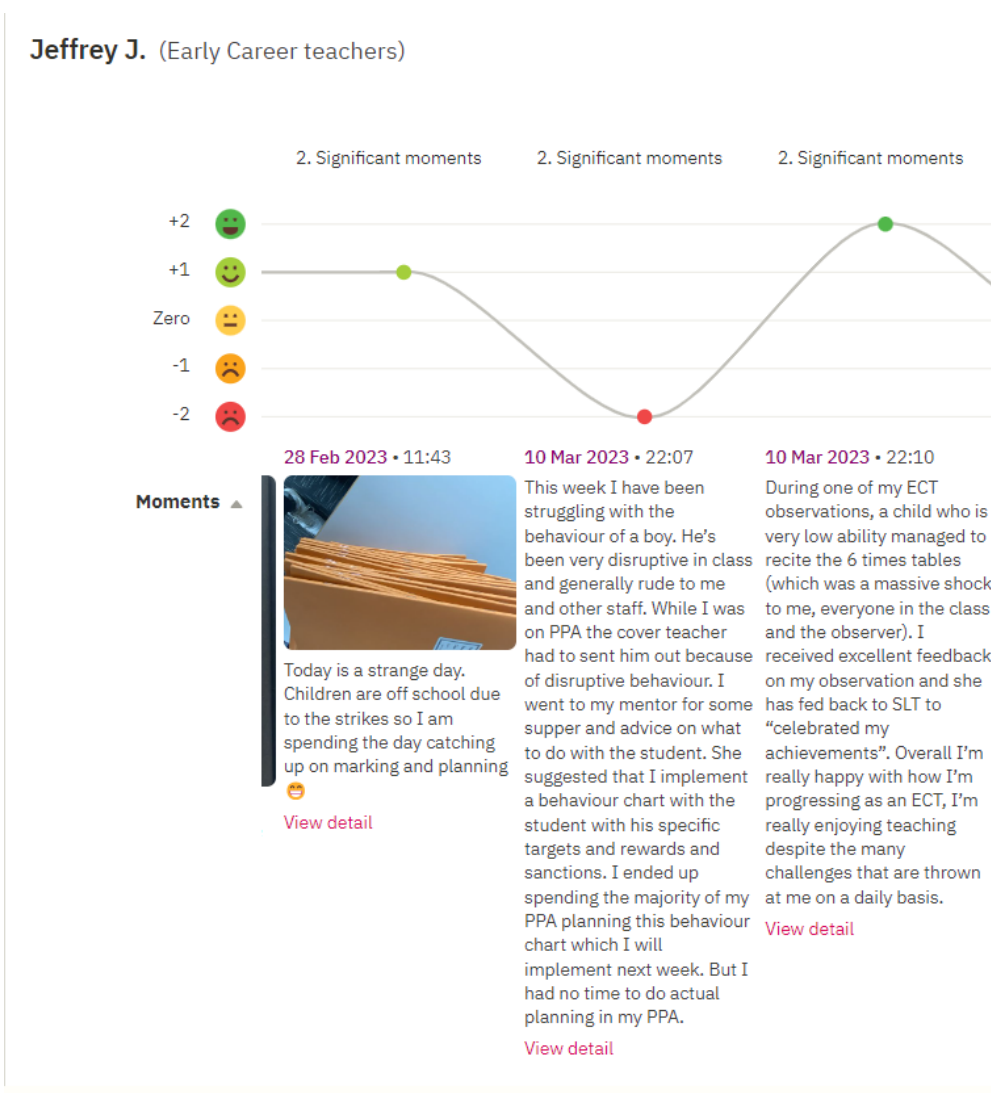 Jeffrey J. (Early Career teachers)
2. Significant moments
2. Significant moments
2. Significant moments
+2
+1
Zero
-1
-2
Moments
28 Feb 2023 • 11:43
Today is a strange day.
Children are off school due
to the strikes so I am
spending the day catching
up on marking and planning
😁
View detail
10 Mar 2023 • 22:07
This week I have been
struggling with the
behaviour of a boy. He's
been very disruptive in class
and generally rude to me
and other staff. While I was
on PPA the cover teacher
had to sent him out because
of disruptive behaviour. I
went to my mentor for some
supper and advice on what
to do with the student. She
suggested that I implement
a behaviour chart with the
student with his specific
targets and rewards and
sanctions. I ended up
spending the majority of my
PPA planning this behaviour
chart which I will
implement next week. But I
had no time to do actual
planning in my PPA.
View detail
10 Mar 2023 • 22:10
During one of my ECT
observations, a child who is
very low ability managed to
recite the 6 times tables
(which was a massive shock
to me, everyone in the class
and the observer). I
received excellent feedback
on my observation and she
has fed back to SLT to
“celebrated my
achievements”. Overall I'm
really happy with how I'm
progressing as an ECT, I'm
really enjoying teaching
despite the many
challenges that are thrown
at me on a daily basis.
View detail